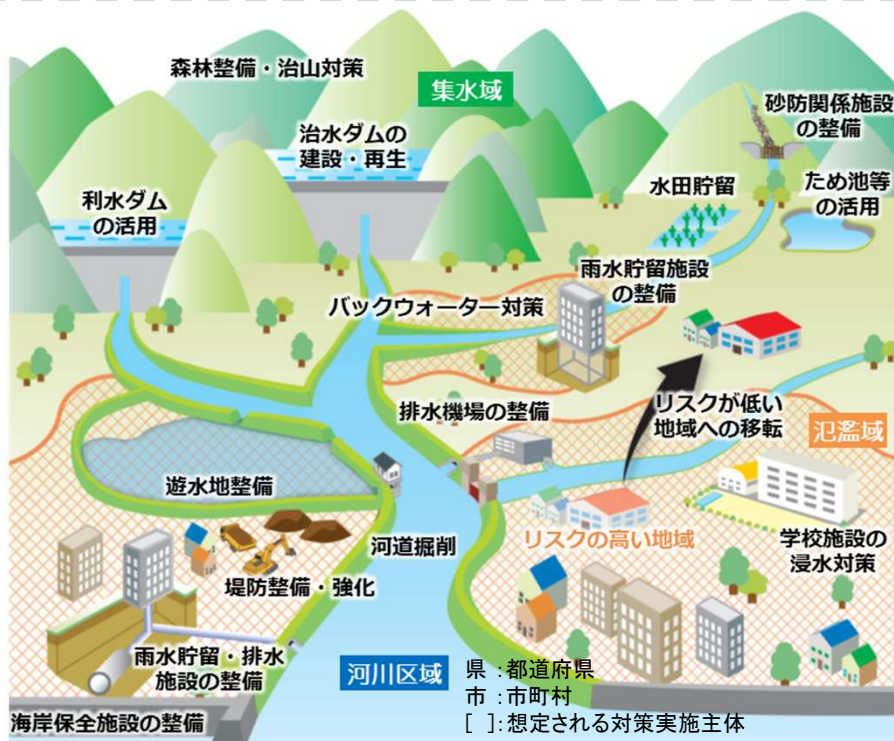 森林整備・治山対策
集水域
砂防関係施設
の整備
治水ダムの
建設・再生
水田貯留
ため池等
の活用
利水ダム
の活用
雨水貯留施設
の整備
バックウォーター対策
排水機場の整備
リスクが低い
地域への移転
氾濫域
遊水地整備
リスクの高い地域
学校施設の
浸水対策
河道掘削
堤防整備・強化
雨水貯留・排水
施設の整備
河川区域
県:都道府県
市:市町村
[ ]:想定される対策実施主体
海岸保全施設の整備